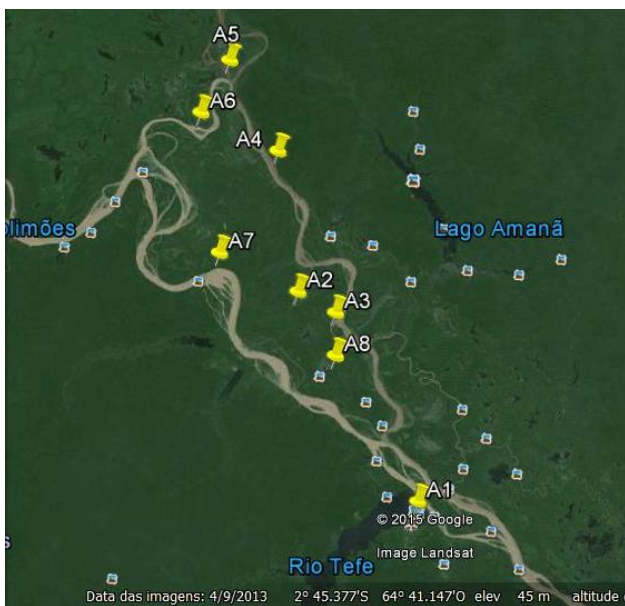 A5
A6
A4
olimões
Lago Amanã
A7
A2
A3
A8
A1
© 2015 Google
s
Image Landsat
Rio Tefe
Data das imagens: 4/9/2013 2° 45.377'S 64° 41.147'O elev 45 m altitude